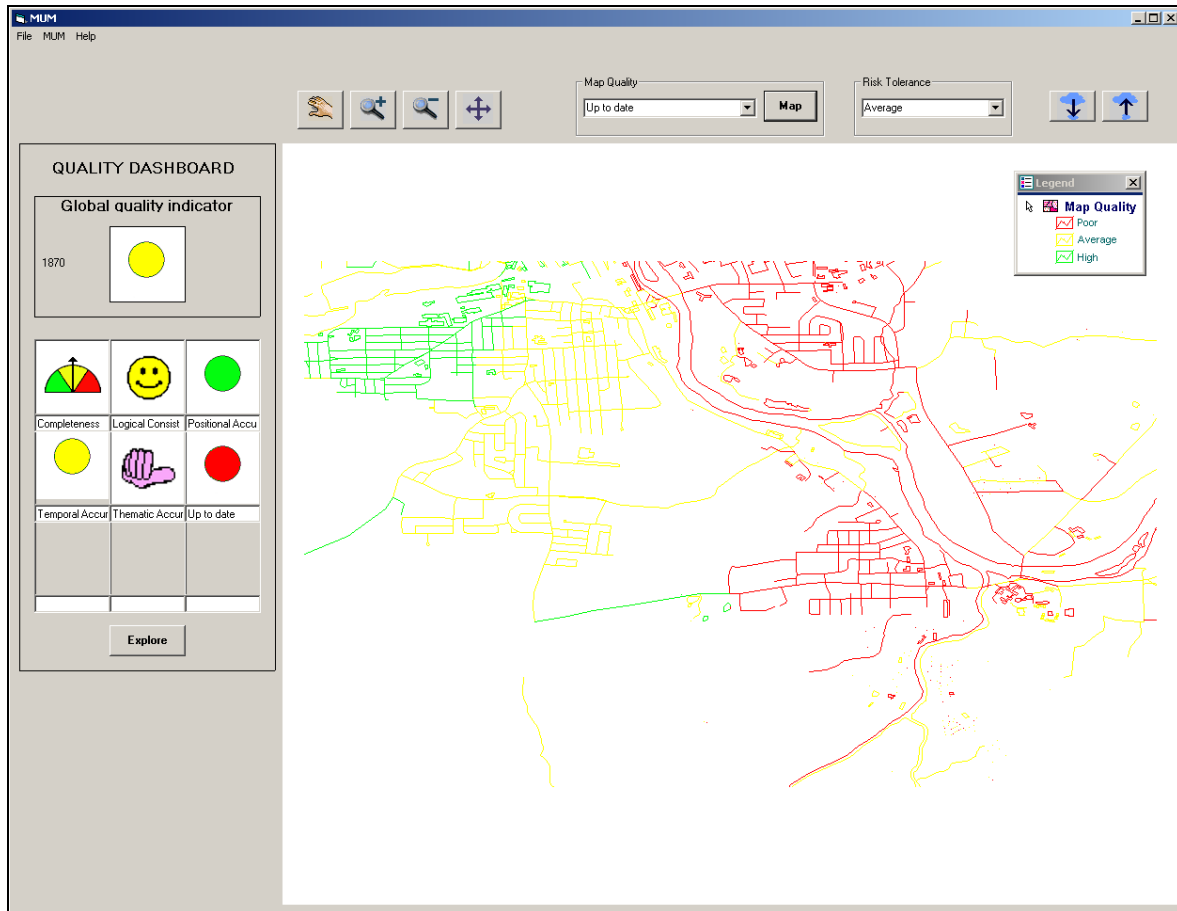 MUM
File MUM Help
Map Quality
Up to date
Map
Risk Tolerance
Average
QUALITY DASHBOARD
Global quality indicator
1870
Completeness
Logical Consist
Positional Accu
Temporal Accur
Thematic Accur
Up to date
Explore
Legend
Map Quality
Poor
Average
High